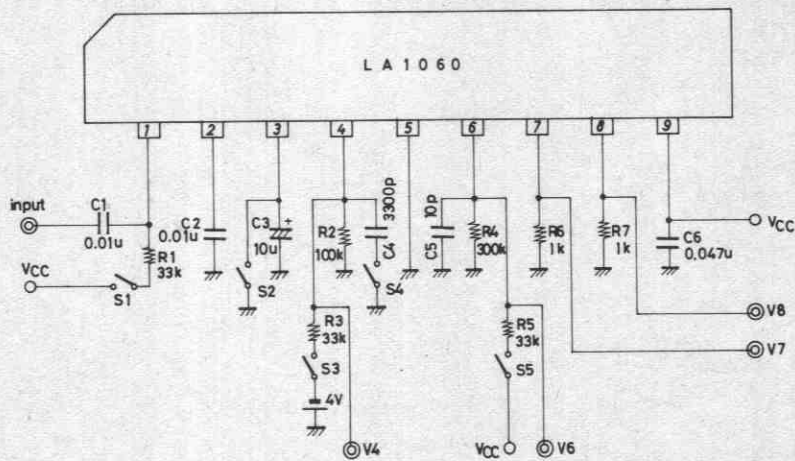 LA1060
1 2 3 4 5 6 7 8 9
input
C1
0.01u
R1
33k
VCC
S1
C2
0.01u
S2
C3
+
10u
R2
100k
3300p
C4
S4
R3
33k
S3
4V
V4
10p
C5
R4
300k
R5
33k
S5
VCC
V6
R6
1k
R7
1k
C6
0.047u
VCC
V8
V7